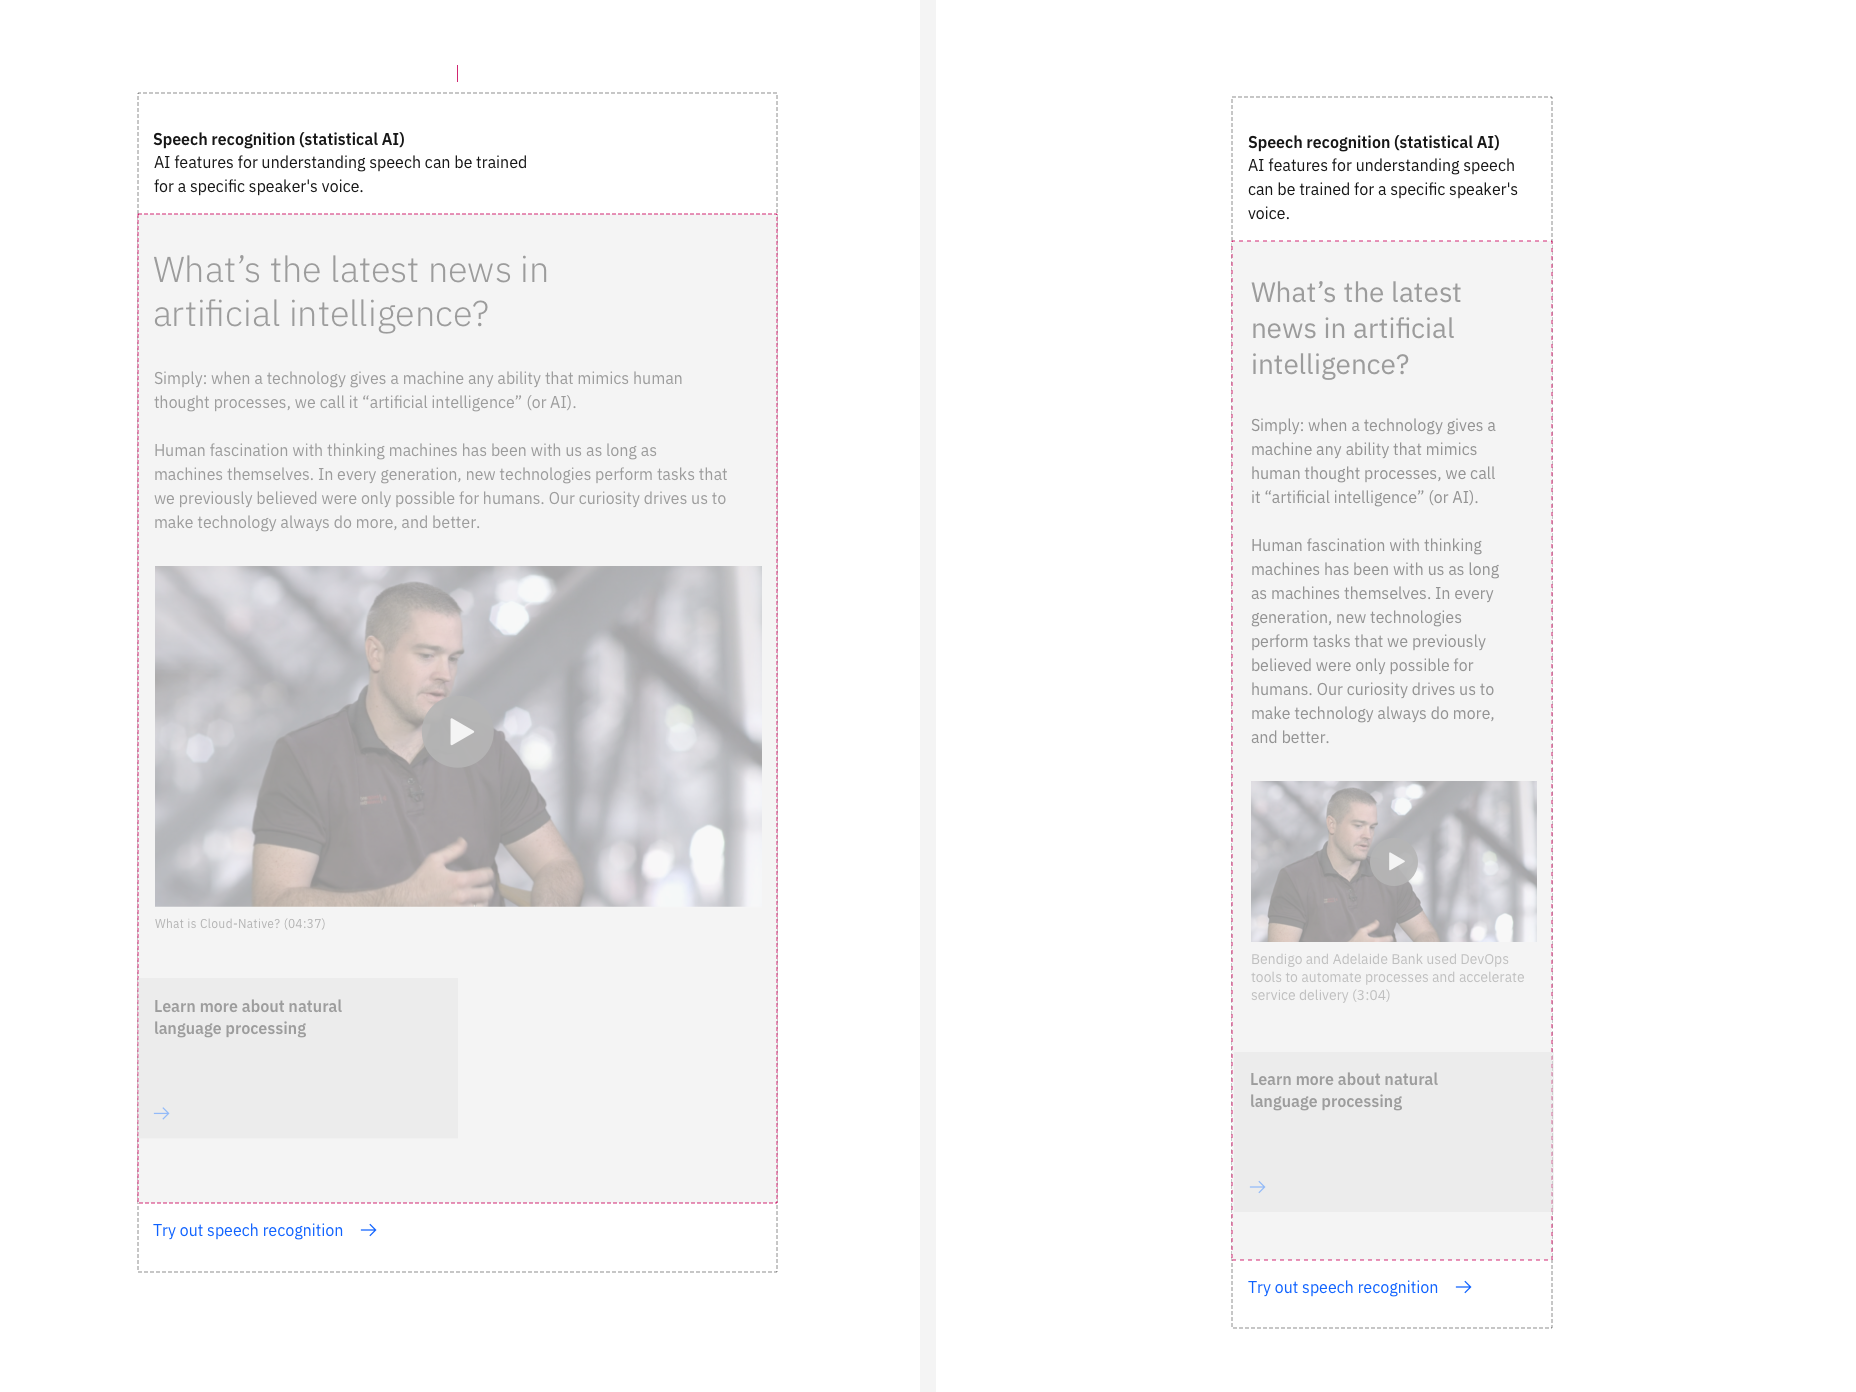 Speech recognition (statistical AI)
AI features for understanding speech can be trained
for a specific speaker's voice.
What’s the latest news in
artificial intelligence?
Simply: when a technology gives a machine any ability that mimics human
thought processes, we call it “artificial intelligence” (or AI).
Human fascination with thinking machines has been with us as long as
machines themselves. In every generation, new technologies perform tasks that
we previously believed were only possible for humans. Our curiosity drives us to
make technology always do more, and better.
What is Cloud-Native? (04:37)
Learn more about natural
language processing
Try out speech recognition
Speech recognition (statistical AI)
AI features for understanding speech
can be trained for a specific speaker's
voice.
What’s the latest
news in artificial
intelligence?
Simply: when a technology gives a
machine any ability that mimics
human thought processes, we call
it “artificial intelligence” (or AI).
Human fascination with thinking
machines has been with us as long
as machines themselves. In every
generation, new technologies
perform tasks that we previously
believed were only possible for
humans. Our curiosity drives us to
make technology always do more,
and better.
Bendigo and Adelaide Bank used DevOps
tools to automate processes and accelerate
service delivery (3:04)
Learn more about natural
language processing
Try out speech recognition